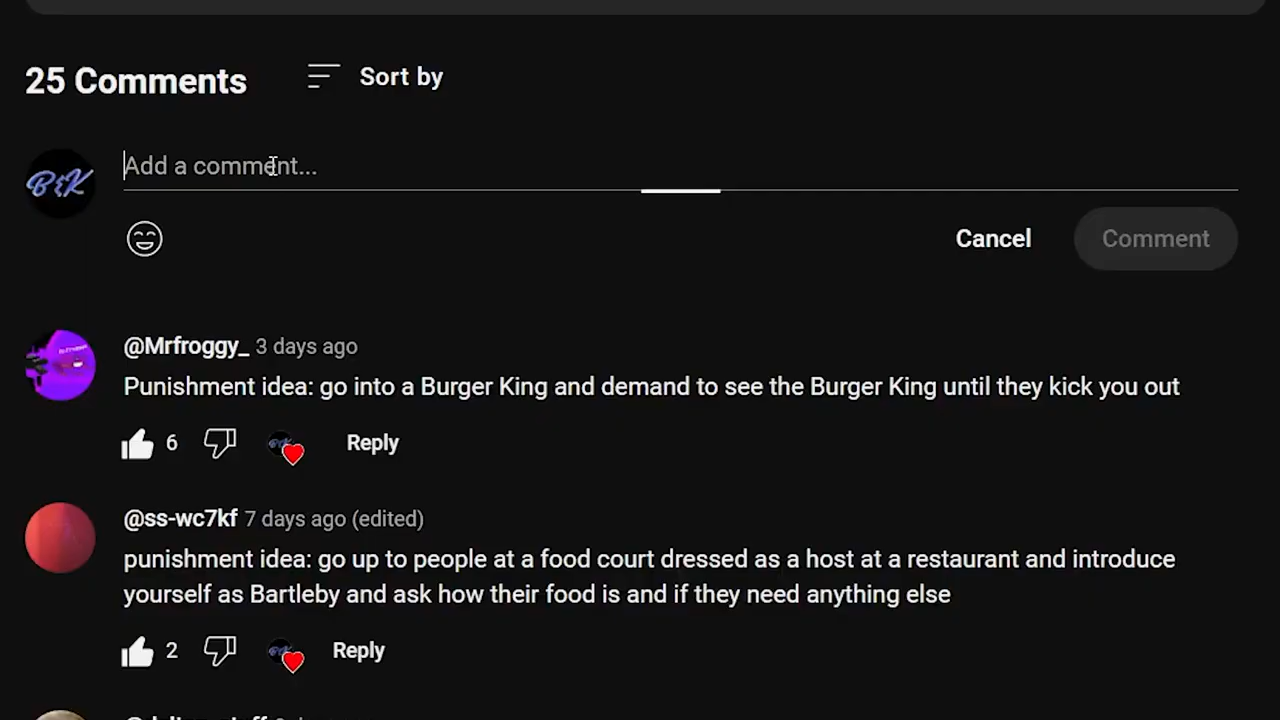 25 Comments
Sort by
B&K
Add a comment...
Cancel
Comment
@Mrfroggy_ 3 days ago
Punishment idea: go into a Burger King and demand to see the Burger King until they kick you out
6
Reply
@ss-wc7kf 7 days ago (edited)
punishment idea: go up to people at a food court dressed as a host at a restaurant and introduce
yourself as Bartleby and ask how their food is and if they need anything else
2
Reply